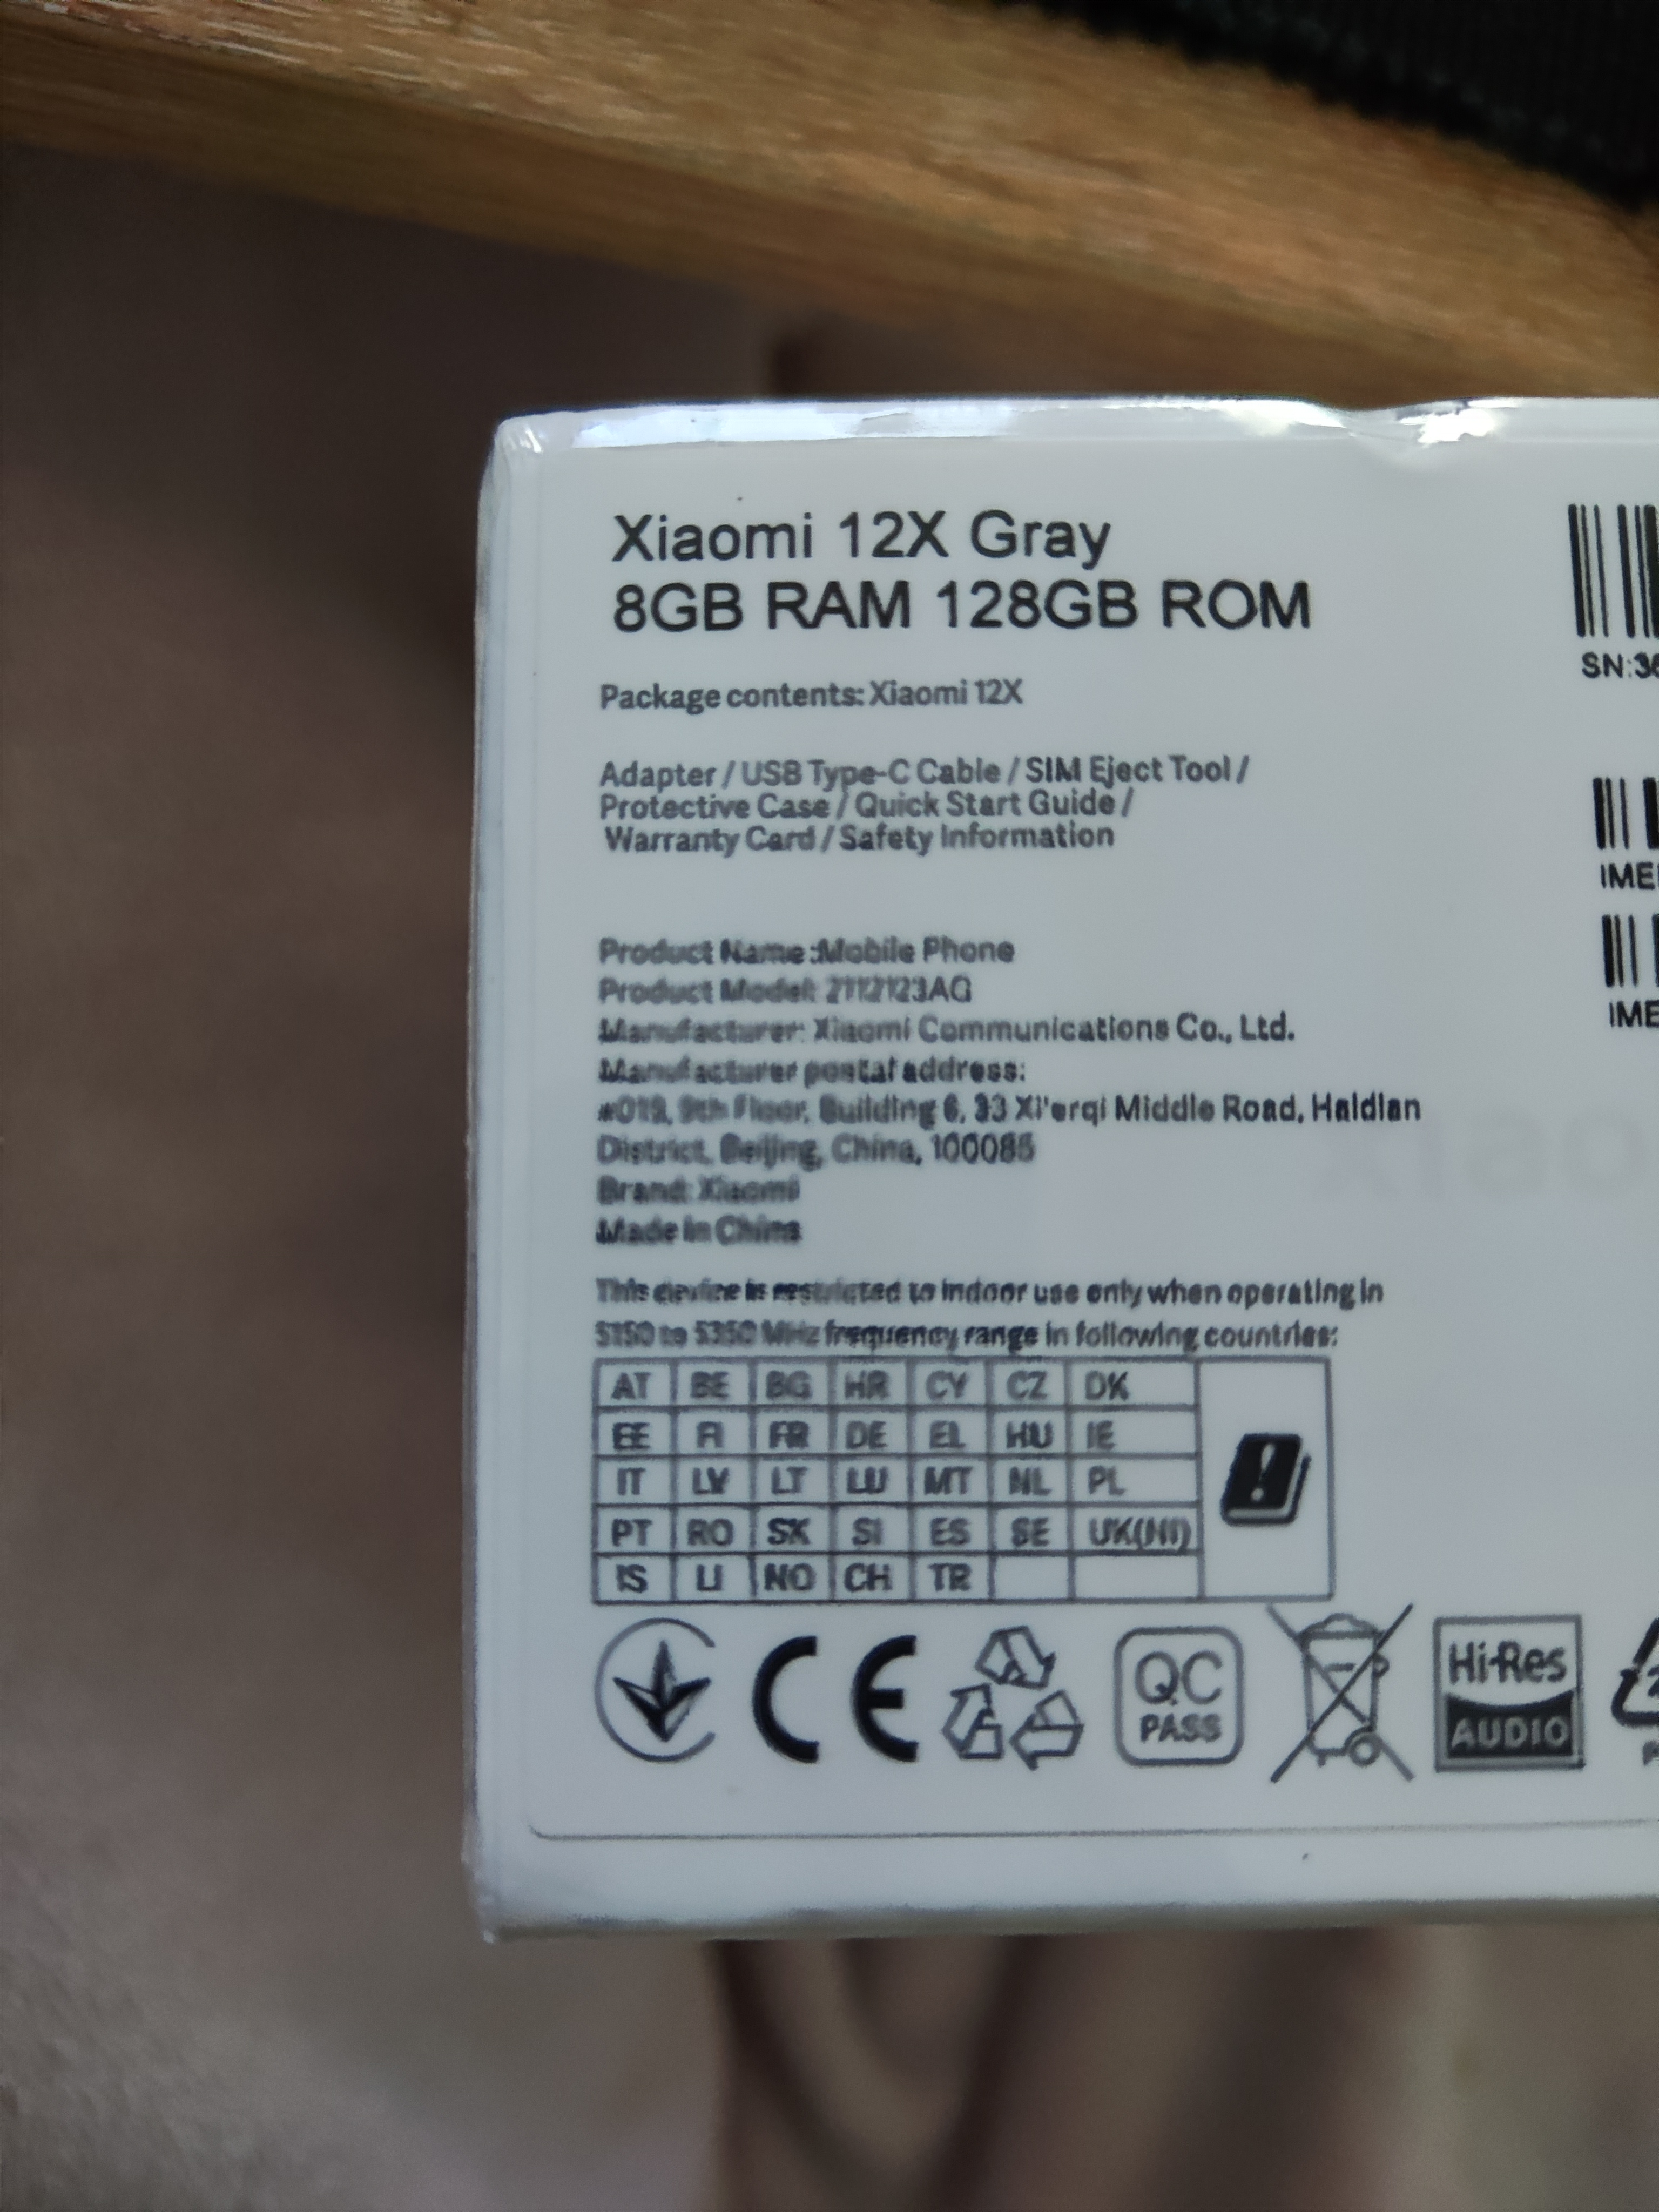 Xiaomi 12X Gray
8GB RAM 128GB ROM
SN:36
Package contents: Xiaomi 12X
Adapter / USB Type-C Cable / SIM Eject Tool /
Protective Case / Quick Start Guide /
Warranty Card / Safety Information
IMEI
IME
Product Name :Mobile Phone
Product Model: 2112123AG
Manufacturer: Xiaomi Communications Co., Ltd.
Manufacturer postal address:
#019, 9th Floor, Building 6, 33 Xi'erqi Middle Road, Haidian
District, Beijing, China, 100085
Brand: Xiaomi
Made in China
This device is restricted to indoor use only when operating in
5150 to 5350 MHz frequency range in following countries:
AT BE BG HR CY CZ DK
EE FI FR DE EL HU IE
IT LV LT LU MT NL PL
PT RO SK SI ES SE UK(NI)
IS LI NO CH TR
CE
QC
PASS
Hi-Res
AUDIO